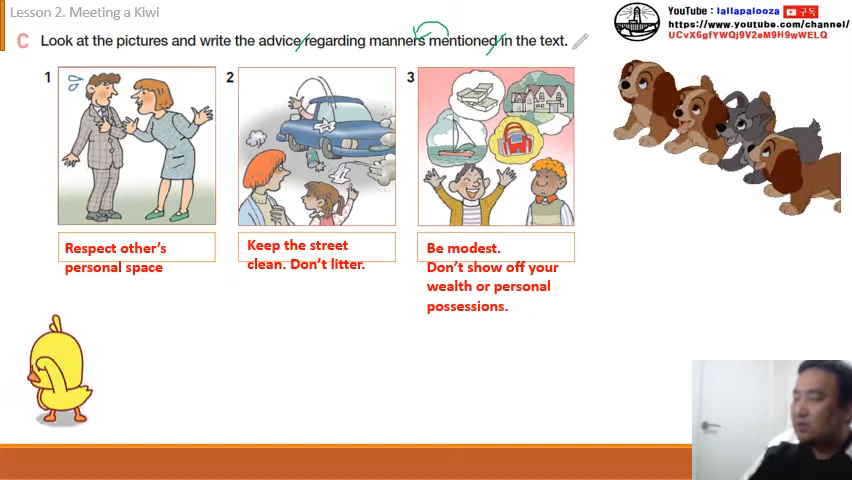 Lesson 2. Meeting a Kiwi
YouTube : lallapalooza 구독
https://www.youtube.com/channel/
UCvX6gfYWQj9V2eM9H9wWELQ
C Look at the pictures and write the advice regarding manners mentioned in the text.
1
2
3
Respect other's
personal space
Keep the street
clean. Don't litter.
Be modest.
Don't show off your
wealth or personal
possessions.